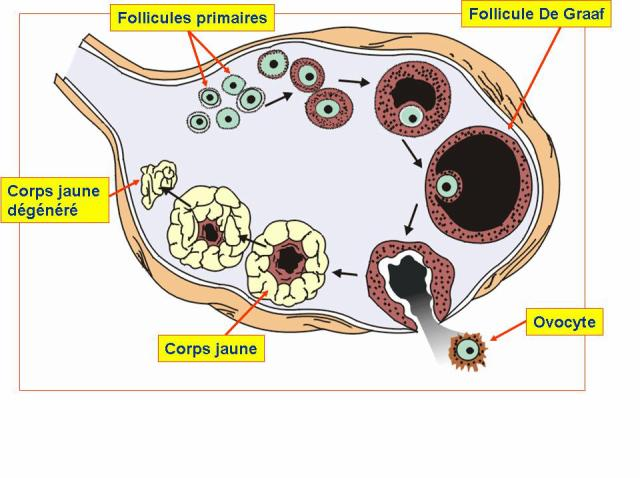 Follicules primaires
Follicule De Graaf
Corps jaune
dégénéré
Ovocyte
Corps jaune